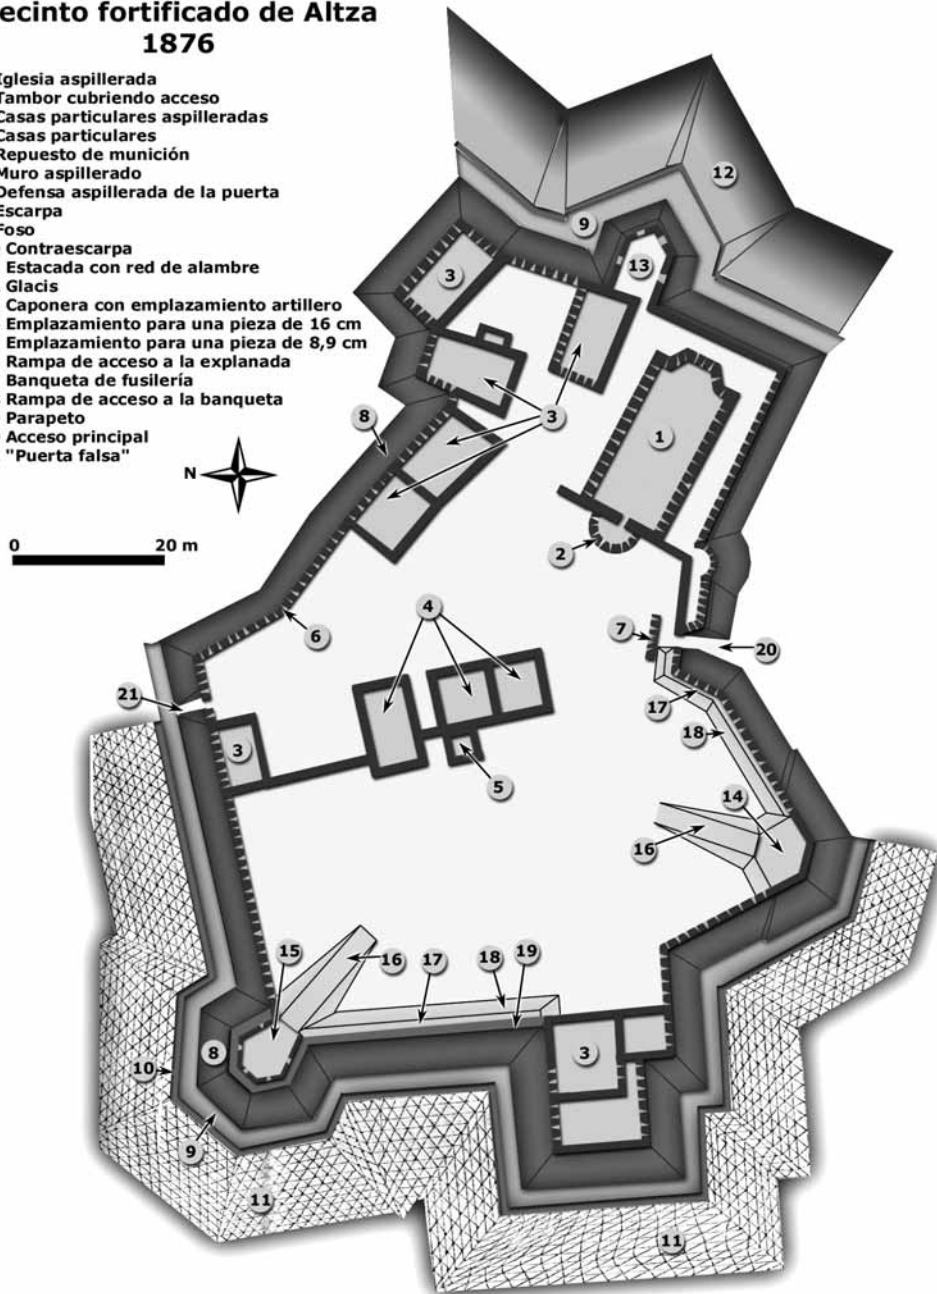 ecinto fortificado de Altza
1876
Iglesia aspillerada
Tambor cubriendo acceso
Casas particulares aspilleradas
Casas particulares
Repuesto de munición
Muro aspillerado
Defensa aspillerada de la puerta
Escarpa
Foso
Contraescarpa
Estacada con red de alambre
Glacis
Caponera con emplazamiento artillero
Emplazamiento para una pieza de 16 cm
Emplazamiento para una pieza de 8,9 cm
Rampa de acceso a la explanada
Banqueta de fusilería
Rampa de acceso a la banqueta
Parapeto
Acceso principal
"Puerta falsa"
N
0 20 m
12
9
13
3
3
8
1
2
6
4
7
20
21
17
3
18
5
14
16
15
16
17
18
19
8
3
10
9
11
11